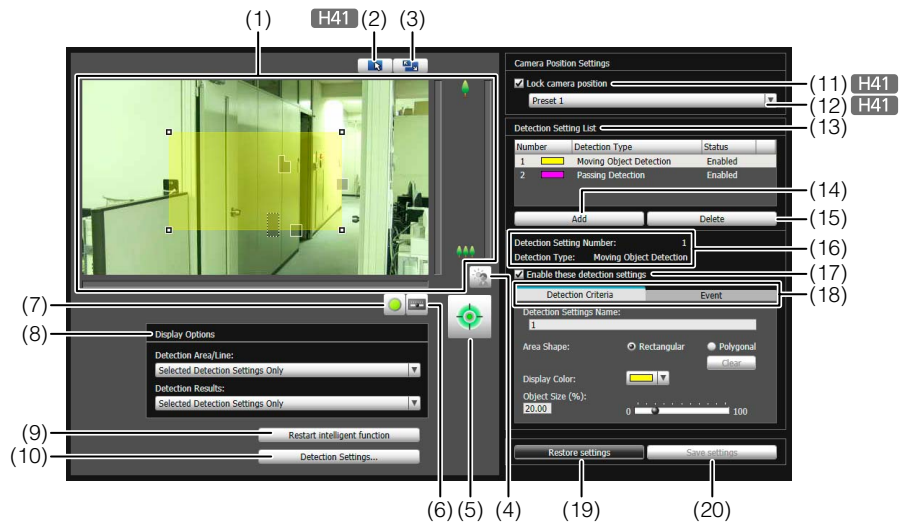 (1) H41 (2) (3)
Camera Position Settings
Lock camera position
(11) H41
Preset 1
(12) H41
Detection Setting List
(13)
Number Detection Type Status
1 Moving Object Detection Enabled
2 Passing Detection Enabled
(14)
Add Delete
(15)
Detection Setting Number: 1
(16)
Detection Type: Moving Object Detection
Enable these detection settings
(17)
Detection Criteria Event
(18)
Detection Settings Name:
1
Area Shape: Rectangular Polygonal
Clear
Display Color:
Object Size (%):
20.00 0 100
Restore settings Save settings
(7)
(8)
Display Options
Detection Area/Line:
Selected Detection Settings Only
Detection Results:
Selected Detection Settings Only
(9)
Restart intelligent function
(10)
Detection Settings...
(6) (5) (4) (19) (20)